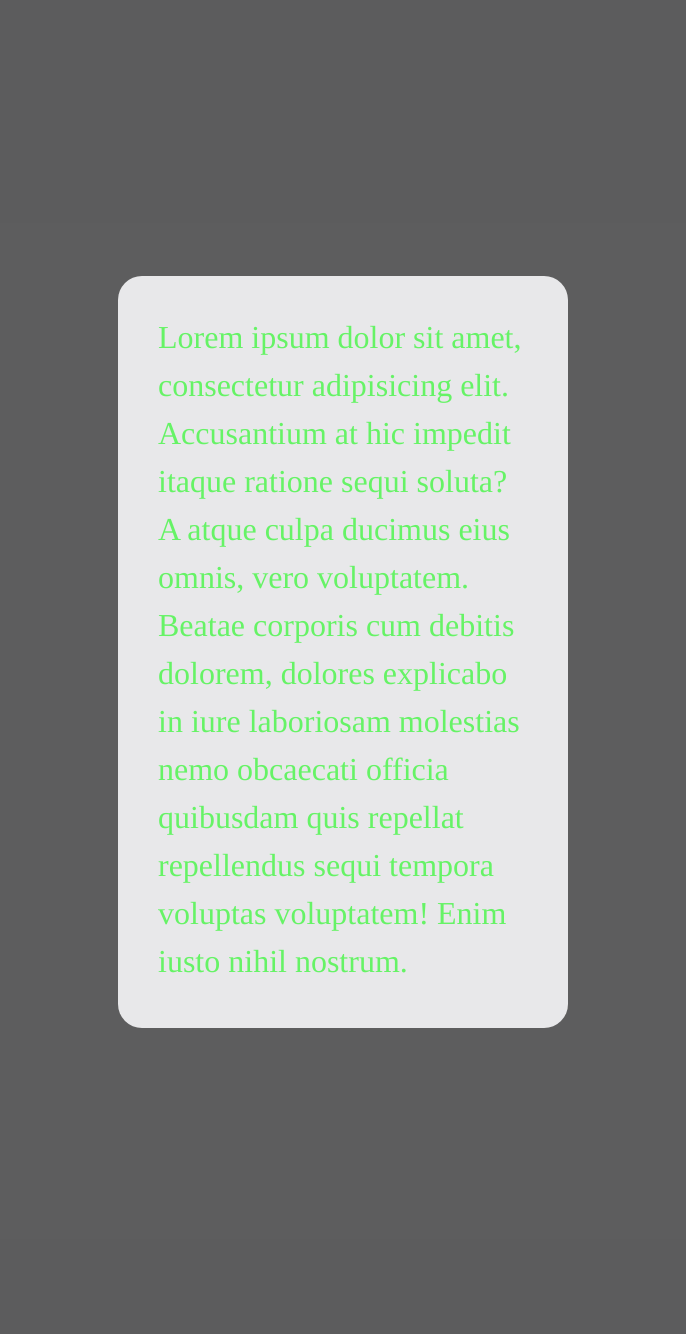 Lorem ipsum dolor sit amet,
consectetur adipisicing elit.
Accusantium at hic impedit
itaque ratione sequi soluta?
A atque culpa ducimus eius
omnis, vero voluptatem.
Beatae corporis cum debitis
dolorem, dolores explicabo
in iure laboriosam molestias
nemo obcaecati officia
quibusdam quis repellat
repellendus sequi tempora
voluptas voluptatem! Enim
iusto nihil nostrum.